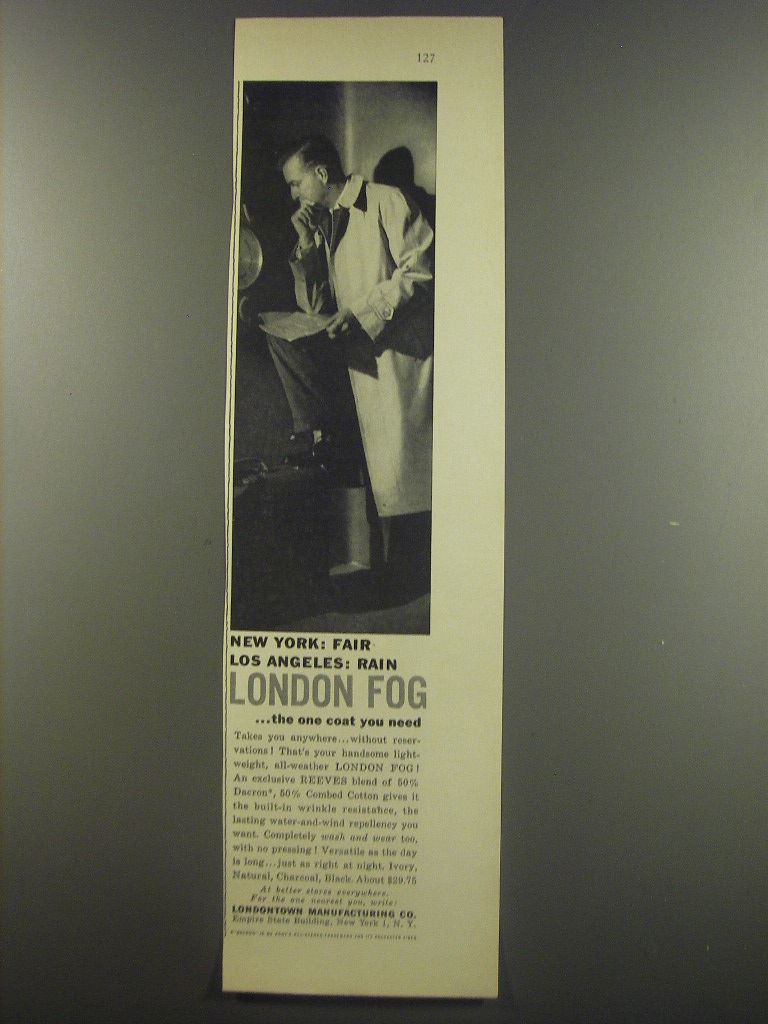 127
NEW YORK: FAIR
LOS ANGELES: RAIN
LONDON FOG
...the one coat you need
Takes you anywhere...without reser-
vations! That's your handsome light-
weight, all-weather LONDON FOG!
An exclusive REEVES blend of 50%
Dacron*, 50% Combed Cotton gives it
the built-in wrinkle resistance, the
lasting water-and-wind repellency you
want. Completely wash and wear too,
with no pressing! Versatile as the day
is long...just as right at night. Ivory,
Natural, Charcoal, Black. About $29.75
At better stores everywhere.
For the one nearest you, write:
LONDONTOWN MANUFACTURING CO.
Empire State Building, New York 1, N. Y.